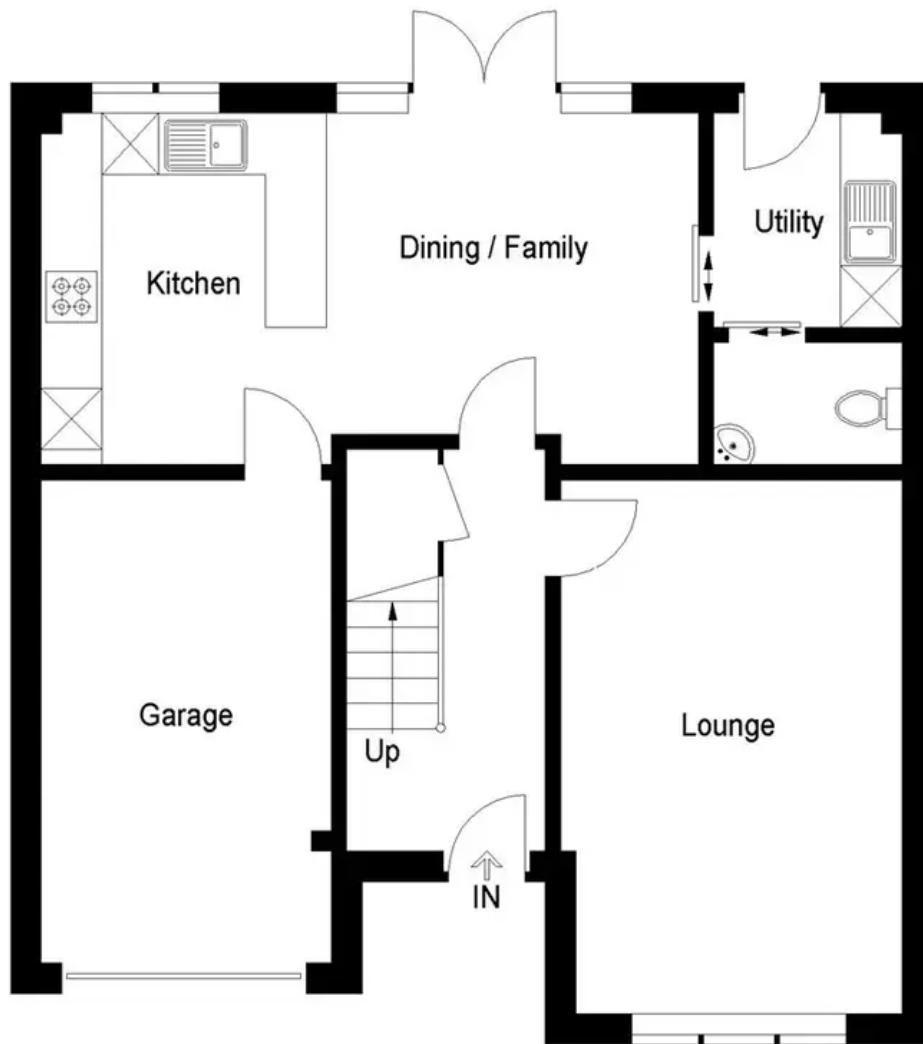 Utility
Dining / Family
Kitchen
Garage
Lounge
Up
IN